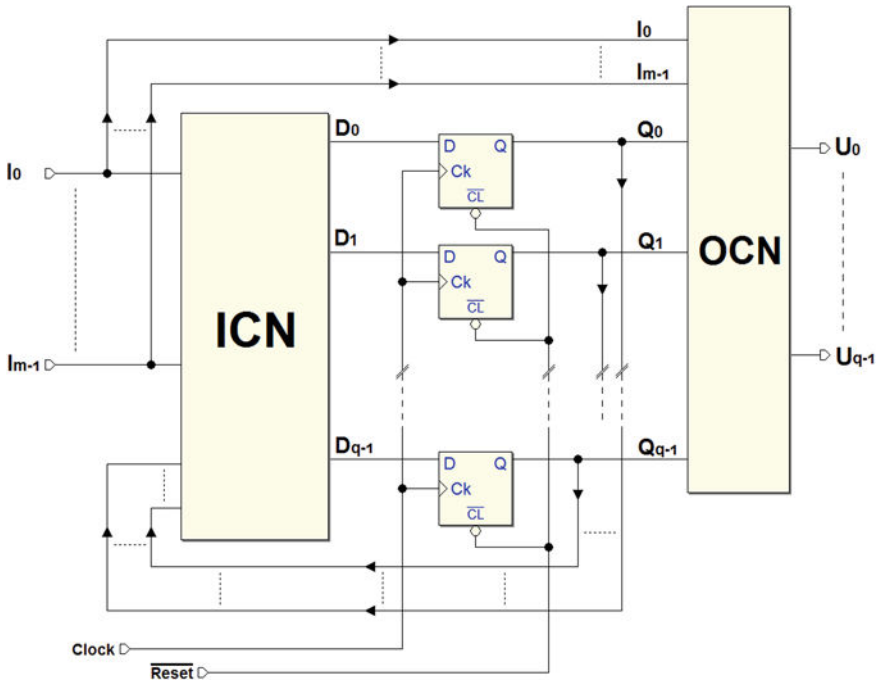 I0
Im-1
D0
D Q
Q0
I0
Ck
CL
U0
D1
D Q
Q1
OCN
ICN
Ck
CL
Im-1
Uq-1
Dq-1
D Q
Qq-1
Ck
CL
Clock
Reset